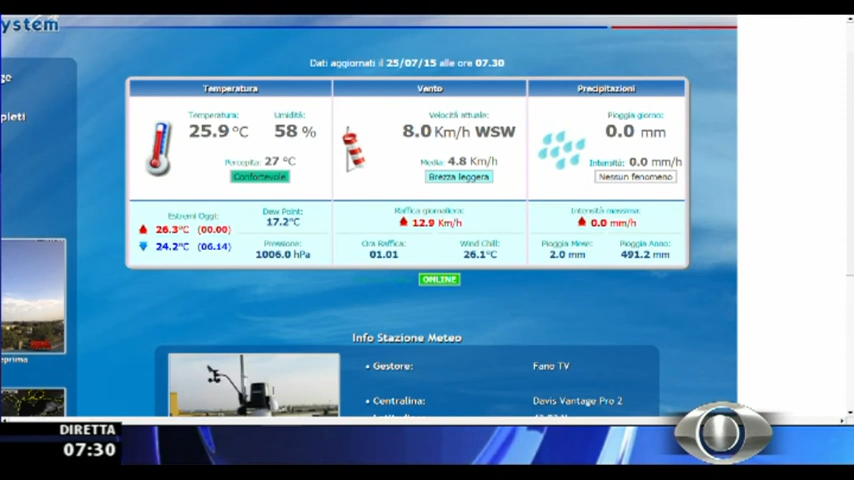 ystem
Dati aggiornati il 25/07/15 alle ore 07.30
ge
pleti
Temperatura
Temperatura: Umidità:
25.9 °C 58 %
Percepita: 27 °C
Confortevole
Estremi Oggi:
26.3°C (00.00)
24.2°C (06.14)
Dew Point:
17.2°C
Pressione:
1006.0 hPa
Vento
Velocità attuale:
8.0 Km/h WSW
Media: 4.8 Km/h
Brezza leggera
Raffica giornaliera:
12.9 Km/h
Ora Raffica: Wind Chill:
01.01 26.1°C
Precipitazioni
Pioggia giorno:
0.0 mm
Intensità: 0.0 mm/h
Nessun fenomeno
Intensità massima:
0.0 mm/h
Pioggia Mese: Pioggia Anno:
2.0 mm 491.2 mm
ONLINE
eprima
Info Stazione Meteo
• Gestore: Fano TV
• Centralina: Davis Vantage Pro 2
DIRETTA
07:30